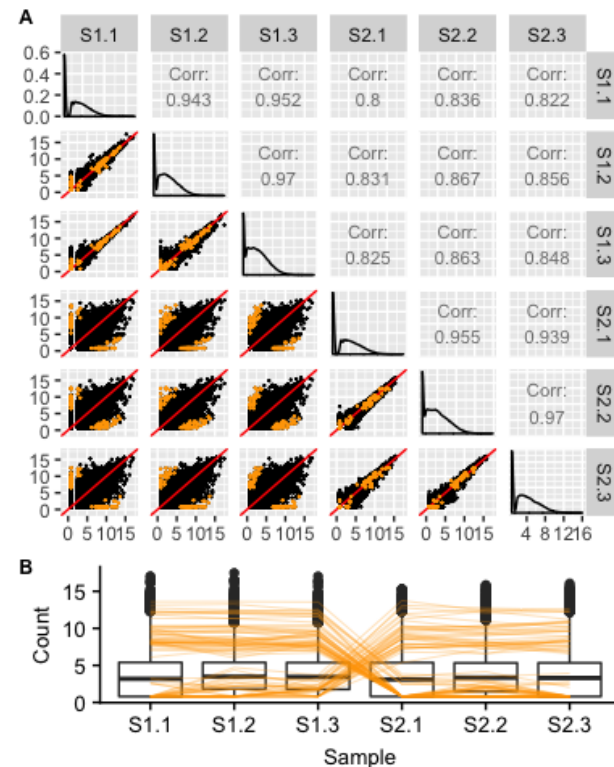 A
S1.1 S1.2 S1.3 S2.1 S2.2 S2.3
0.6
0.4
0.2
0.0
Corr:
0.943
Corr:
0.952
Corr:
0.8
Corr:
0.836
Corr:
0.822
S1.1
15
10
5
0
Corr:
0.97
Corr:
0.831
Corr:
0.867
Corr:
0.856
S1.2
15
10
5
0
Corr:
0.825
Corr:
0.863
Corr:
0.848
S1.3
15
10
5
0
Corr:
0.955
Corr:
0.939
S2.1
15
10
5
0
Corr:
0.97
S2.2
15
10
5
0
S2.3
0 5 1015 0 5 1015 0 5 1015 0 5 1015 0 5 1015 4 8 1216
B
Count
15
10
5
0
S1.1 S1.2 S1.3 S2.1 S2.2 S2.3
Sample